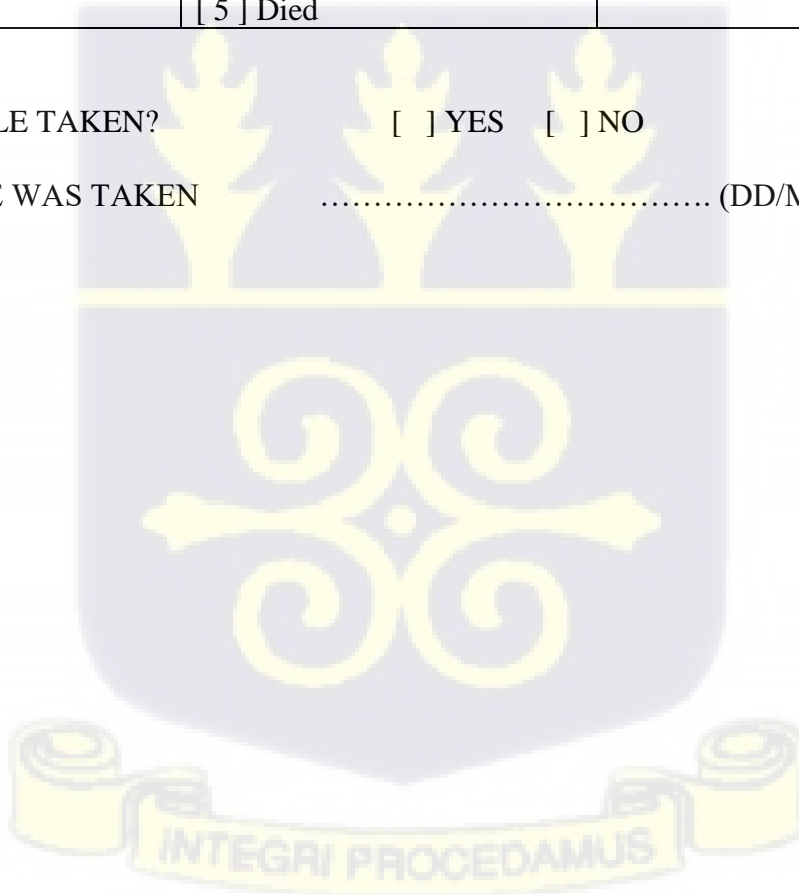 [ 5 ] Died
LE TAKEN? [ ] YES [ ] NO
E WAS TAKEN ………………………………. (DD/M
INTEGRI PROCEDAMUS